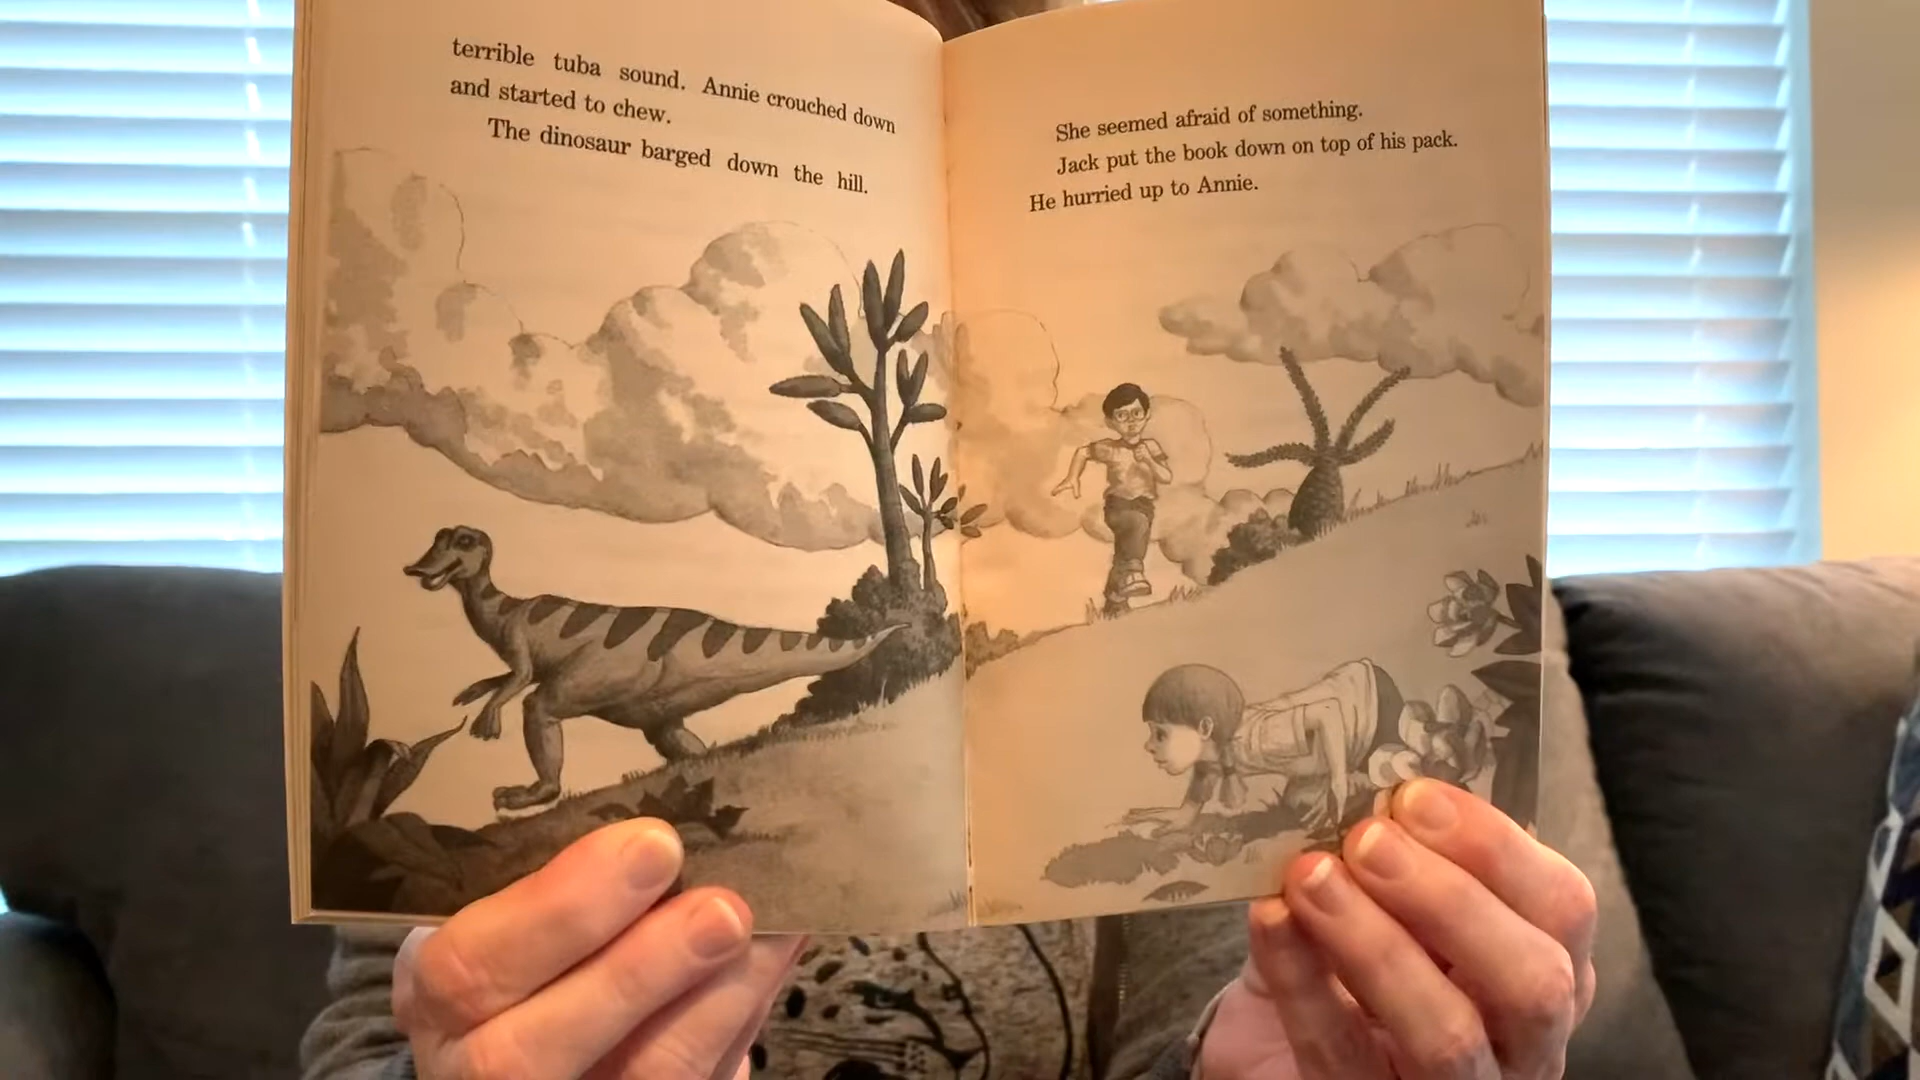 terrible tuba sound. Annie crouched down
and started to chew.
The dinosaur barged down the hill.
She seemed afraid of something.
Jack put the book down on top of his pack.
He hurried up to Annie.